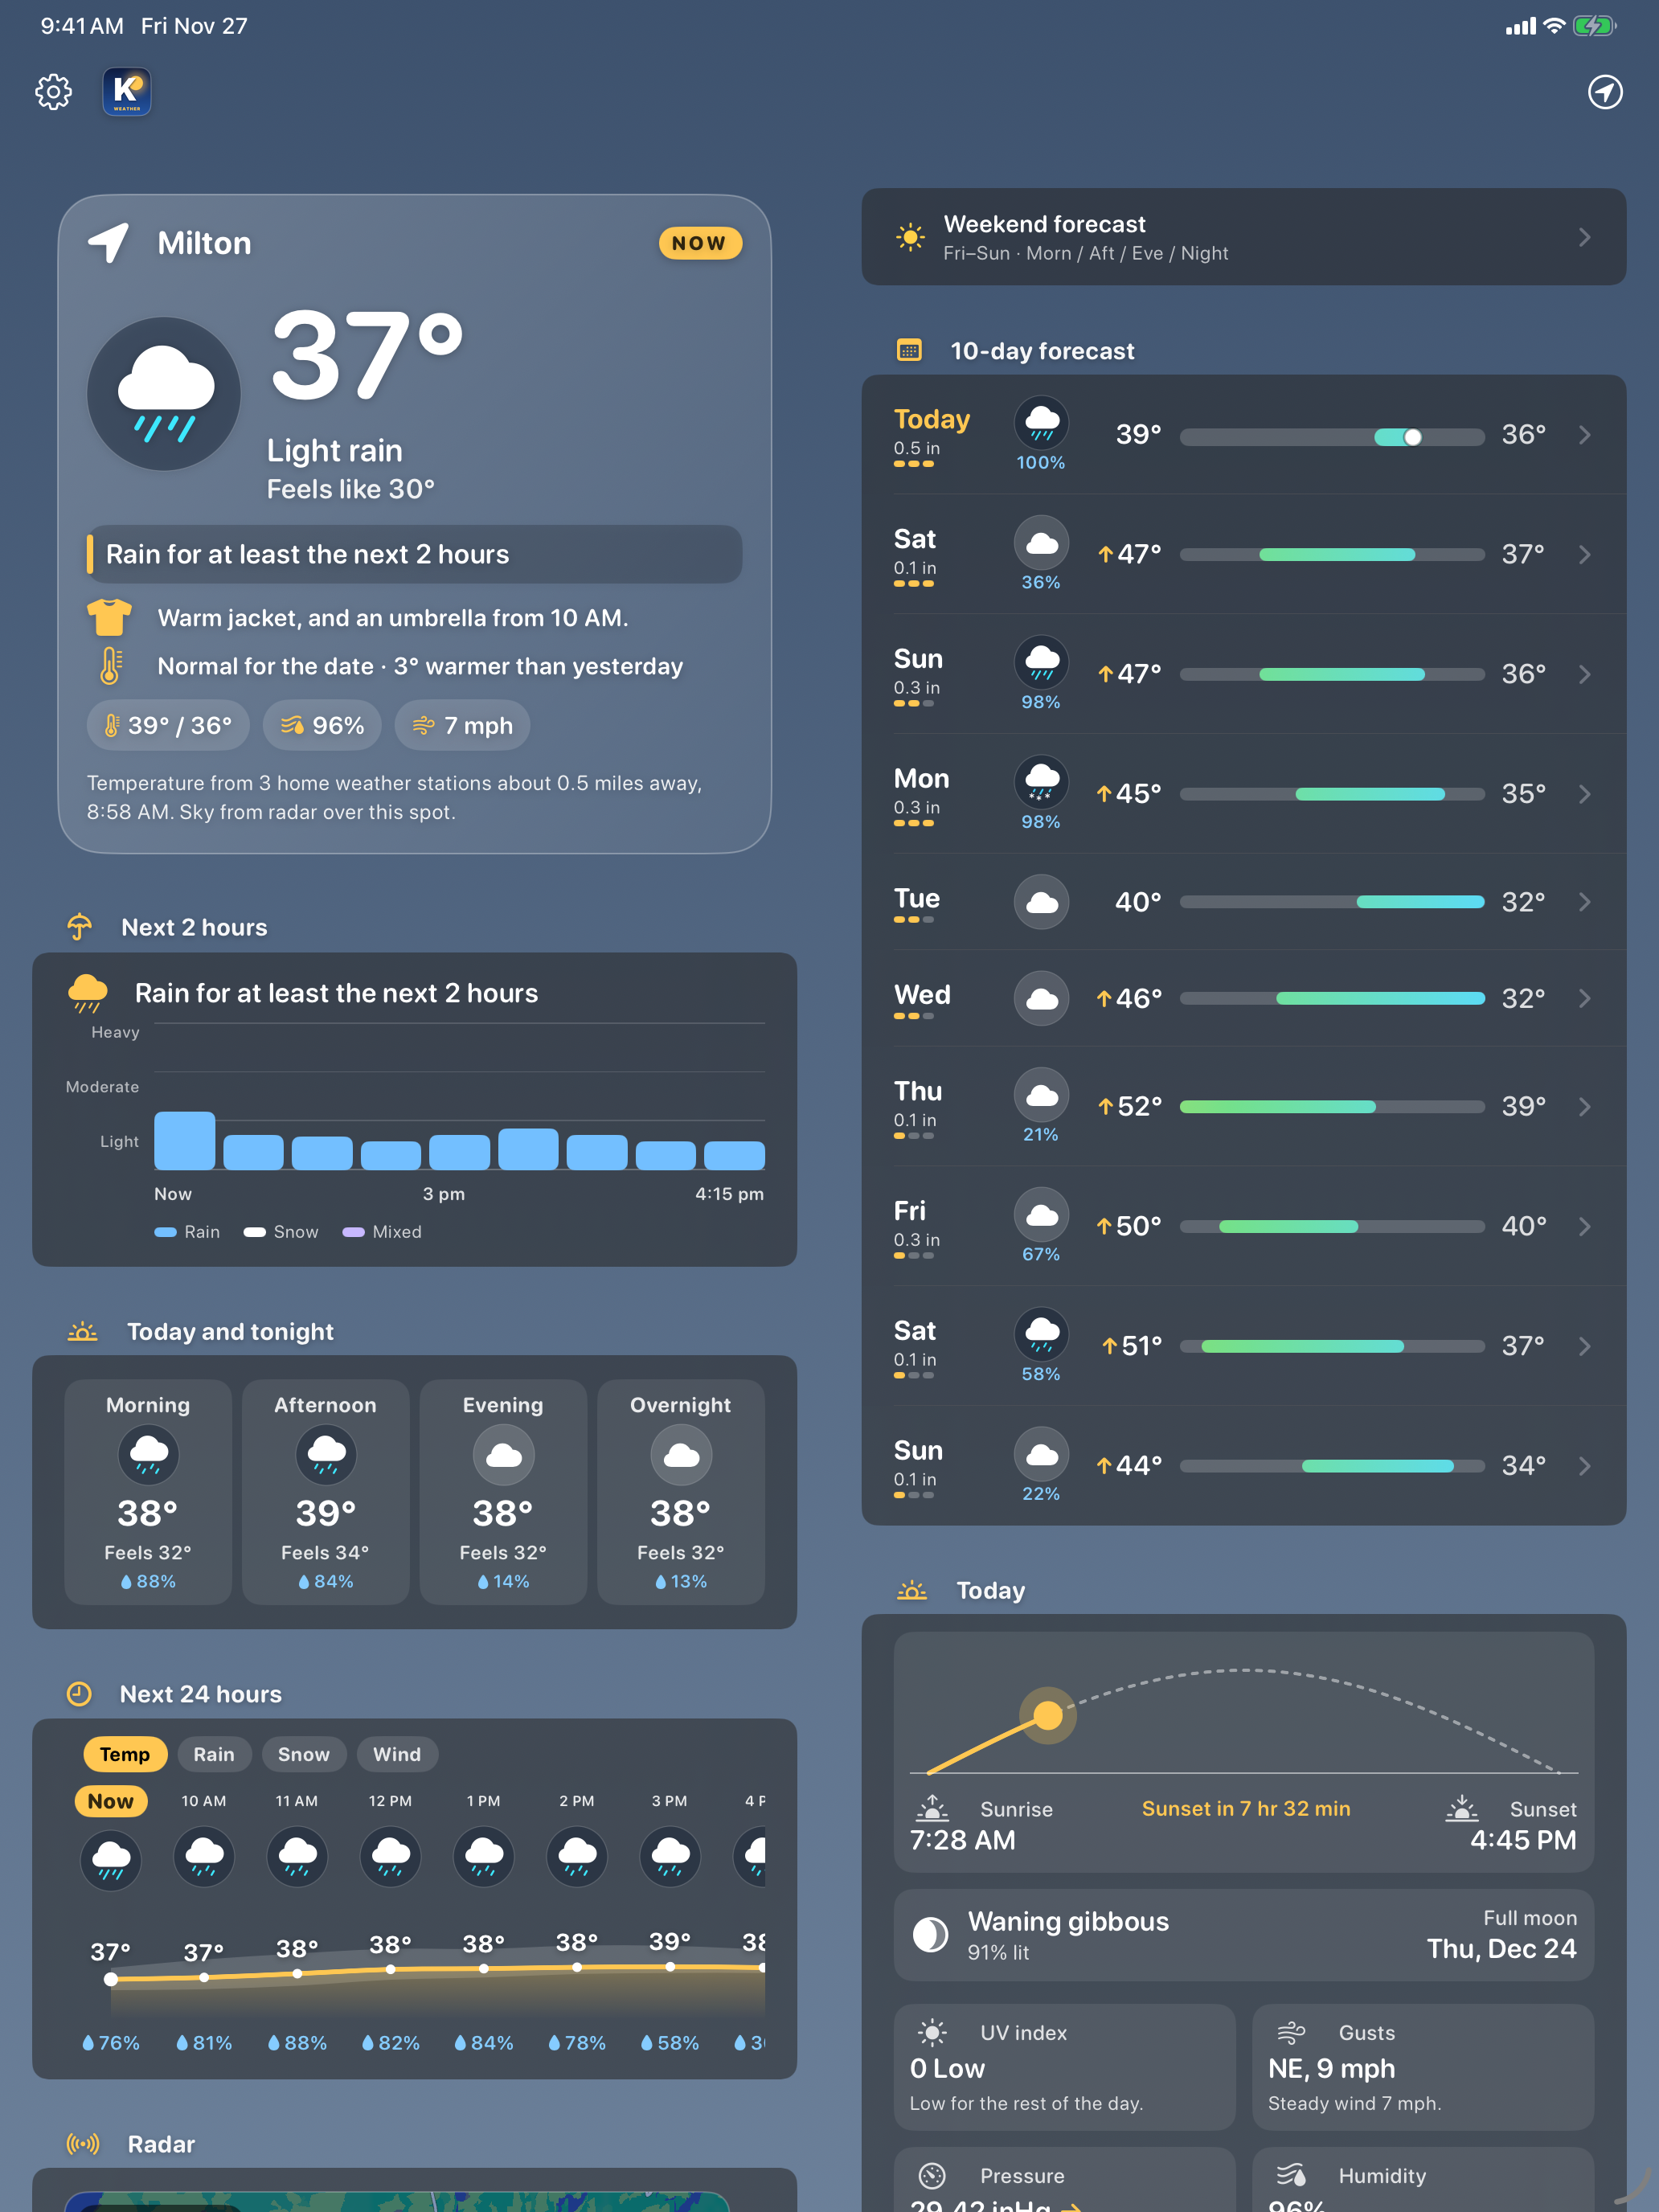 9:41 AM Fri Nov 27
K
WEATHER
Milton
NOW
37°
Light rain
Feels like 30°
Rain for at least the next 2 hours
Warm jacket, and an umbrella from 10 AM.
Normal for the date · 3° warmer than yesterday
39° / 36°
96%
7 mph
Temperature from 3 home weather stations about 0.5 miles away,
8:58 AM. Sky from radar over this spot.
Next 2 hours
Rain for at least the next 2 hours
Heavy
Moderate
Light
Now 3 pm 4:15 pm
Rain Snow Mixed
Today and tonight
Morning Afternoon Evening Overnight
38° 39° 38° 38°
Feels 32° Feels 34° Feels 32° Feels 32°
88% 84% 14% 13%
Next 24 hours
Temp Rain Snow Wind
Now 10 AM 11 AM 12 PM 1 PM 2 PM 3 PM
37° 37° 38° 38° 38° 38° 39°
76% 81% 88% 82% 84% 78% 58%
Radar
Weekend forecast
Fri–Sun · Morn / Aft / Eve / Night
10-day forecast
Today 39° 36°
0.5 in
100%
Sat 47° 37°
0.1 in
36%
Sun 47° 36°
0.3 in
98%
Mon 45° 35°
0.3 in
98%
Tue 40° 32°
Wed 46° 32°
Thu 52° 39°
0.1 in
21%
Fri 50° 40°
0.3 in
67%
Sat 51° 37°
0.1 in
58%
Sun 44° 34°
0.1 in
22%
Today
Sunrise Sunset in 7 hr 32 min Sunset
7:28 AM 4:45 PM
Waning gibbous
91% lit
Full moon
Thu, Dec 24
UV index
0 Low
Low for the rest of the day.
Gusts
NE, 9 mph
Steady wind 7 mph.
Pressure
29.42 inHg
Humidity
96%